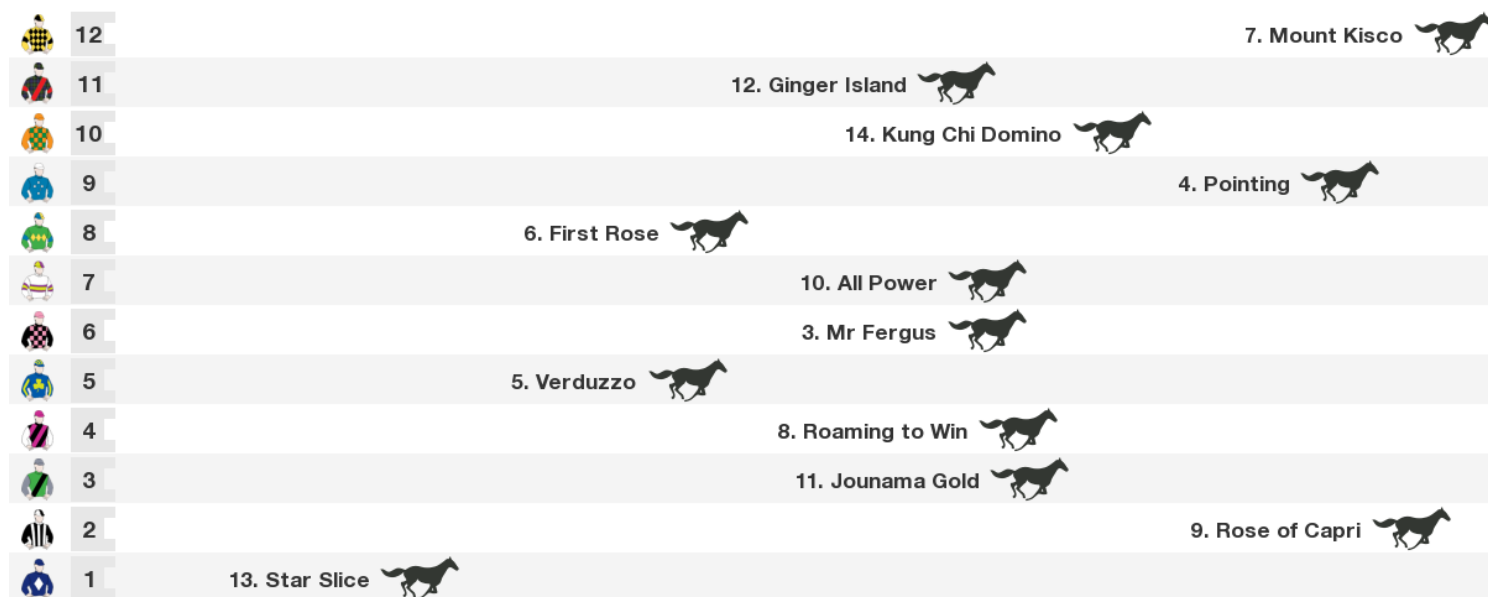 12 7. Mount Kisco
11 12. Ginger Island
10 14. Kung Chi Domino
9 4. Pointing
8 6. First Rose
7 10. All Power
6 3. Mr Fergus
5 5. Verduzzo
4 8. Roaming to Win
3 11. Jounama Gold
2 9. Rose of Capri
1 13. Star Slice